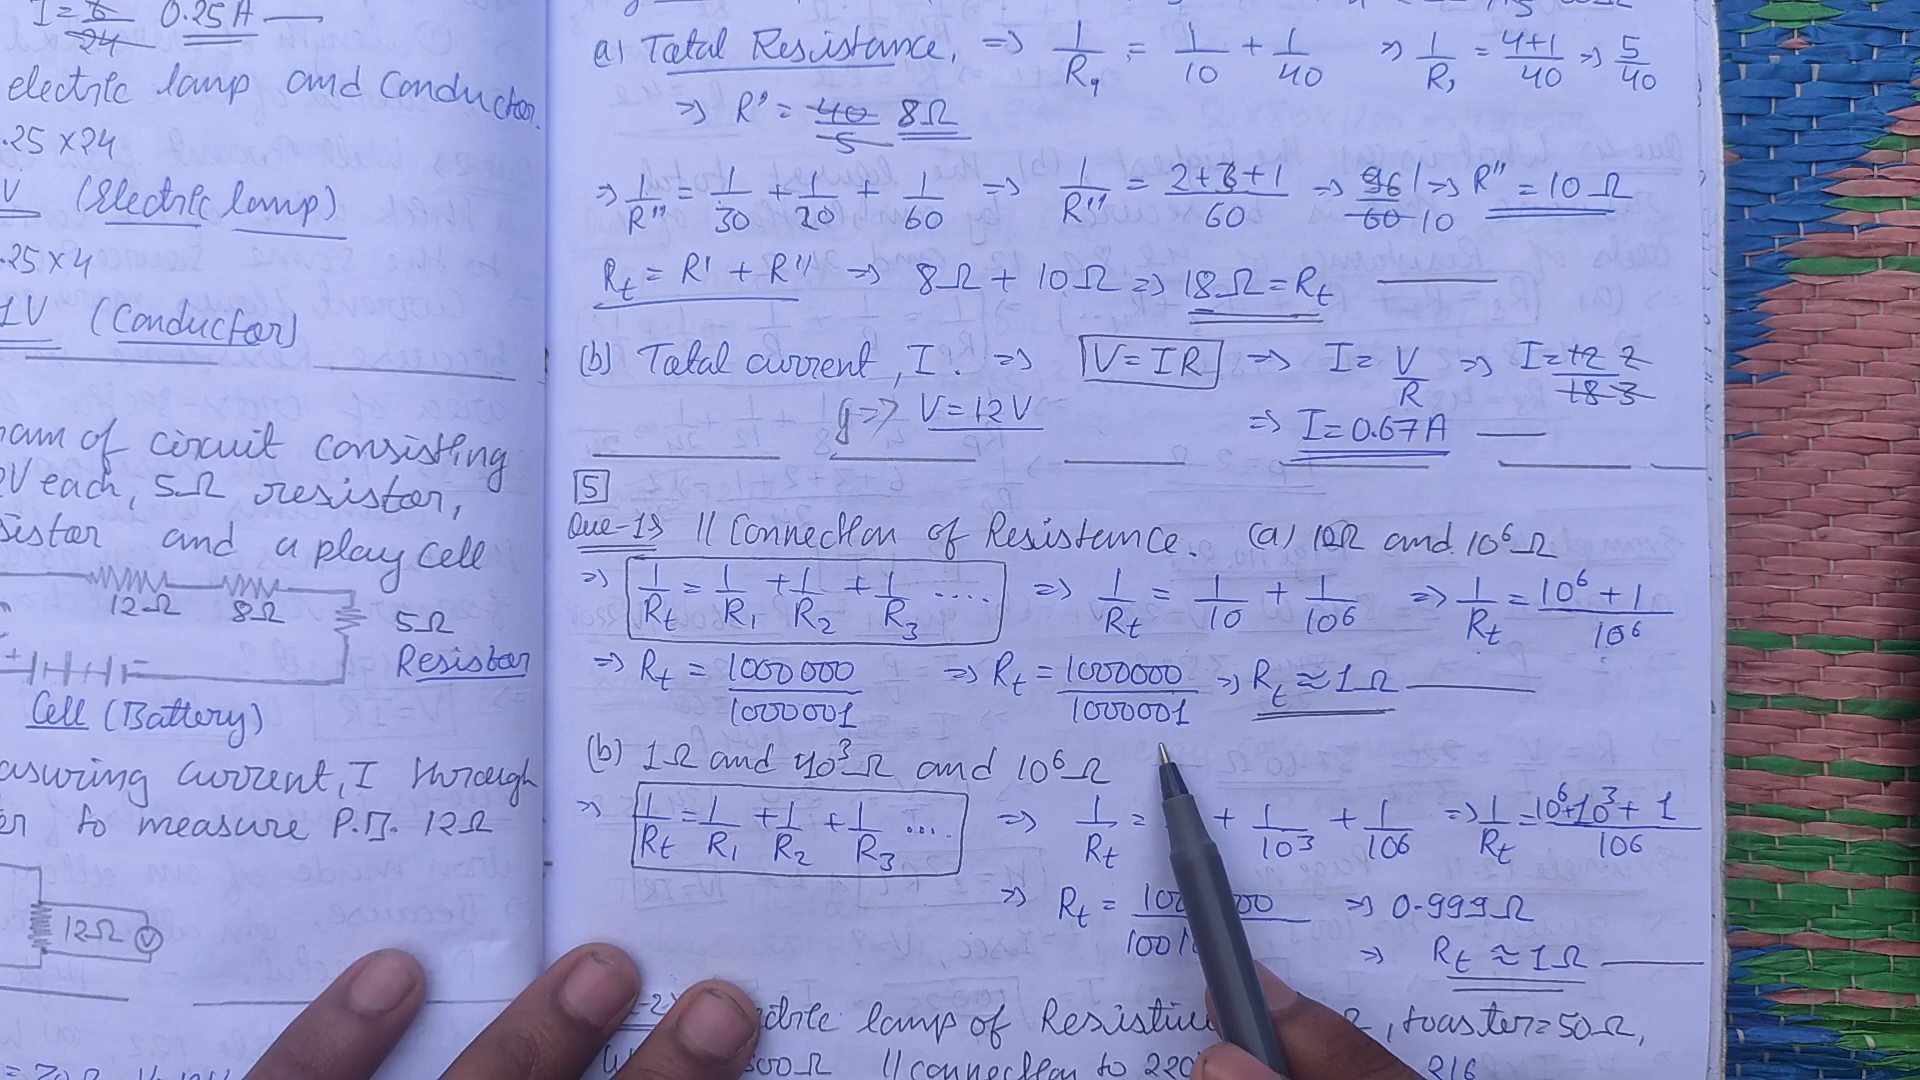 I = 6/24 0.25A
electric lamp and Conductor.
.25 × 24
V (Electric lamp)
.25 × 4
1V (Conductor)
am of circuit consisting
V each, 5Ω resistor,
sistor and a play cell
12Ω 8Ω
5Ω
Resistor
Cell (Battery)
asuring current, I through
er to measure P.D. 12Ω
12Ω V
a) Total Resistance, => 1/R, = 1/10 + 1/40 => 1/R, = 4+1/40 => 5/40
=> R' = 40/5 8Ω
=> 1/R'' = 1/30 + 1/20 + 1/60 => 1/R'' = 2+3+1/60 => 6 1/60 10 => R'' = 10Ω
Rt = R' + R'' => 8Ω + 10Ω => 18Ω = Rt
(b) Total current, I. => V = IR => I = V/R => I = 12 2/18 3
=> V = 12V => I = 0.67A
5
Que-19 || Connection of Resistance. (a) 1Ω and 10⁶Ω
=> 1/Rt = 1/R₁ + 1/R₂ + 1/R₃ .... => 1/Rt = 1/10 + 1/10⁶ => 1/Rt = 10⁶ + 1/10⁶
=> Rt = 1000000/1000001 => Rt = 1000000/1000001 => Rt ≈ 1Ω
(b) 1Ω and 10³Ω and 10⁶Ω
=> 1/Rt = 1/R₁ + 1/R₂ + 1/R₃ .... => 1/Rt = + 1/10³ + 1/10⁶ => 1/Rt = 10⁶+10³+1/10⁶
=> Rt = => 0.999Ω
=> Rt ≈ 1Ω
lamp of Resistive , toaster = 50Ω,
500Ω || connection to 220